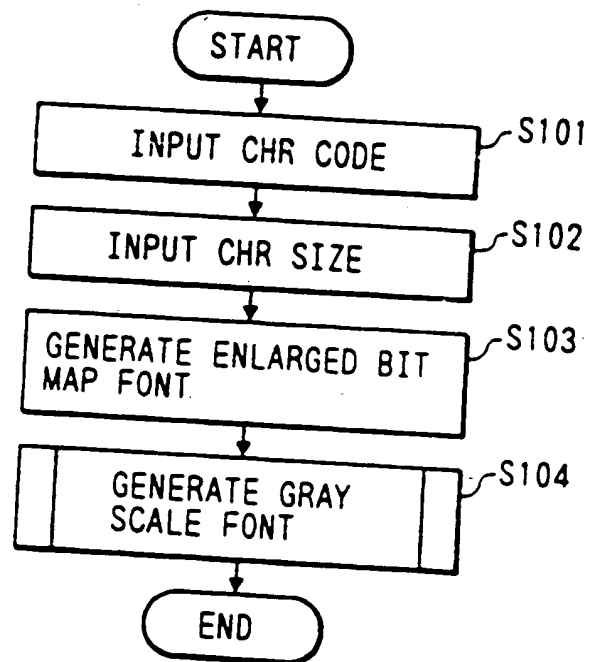 START
INPUT CHR CODE
S101
INPUT CHR SIZE
S102
GENERATE ENLARGED BIT
MAP FONT
S103
GENERATE GRAY
SCALE FONT
S104
END